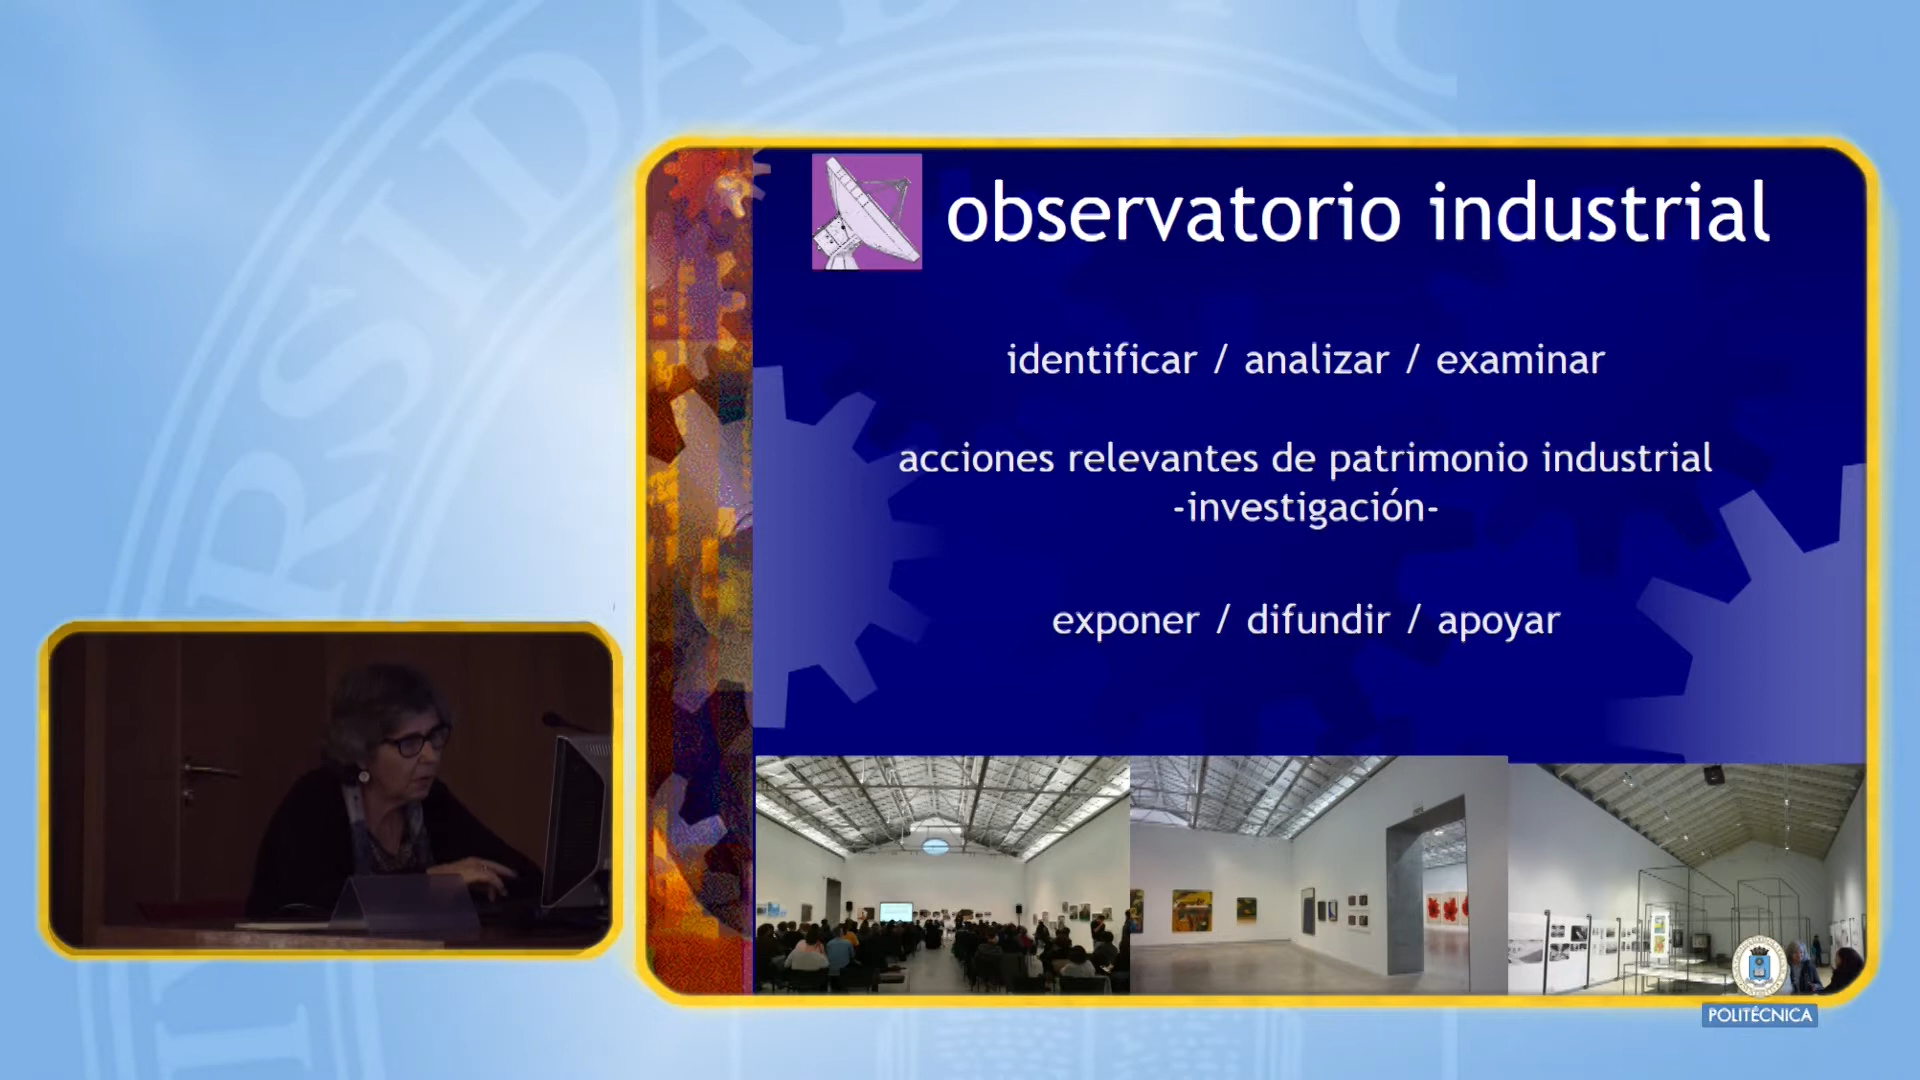 observatorio industrial
identificar / analizar / examinar
acciones relevantes de patrimonio industrial
-investigación-
exponer / difundir / apoyar
POLITÉCNICA